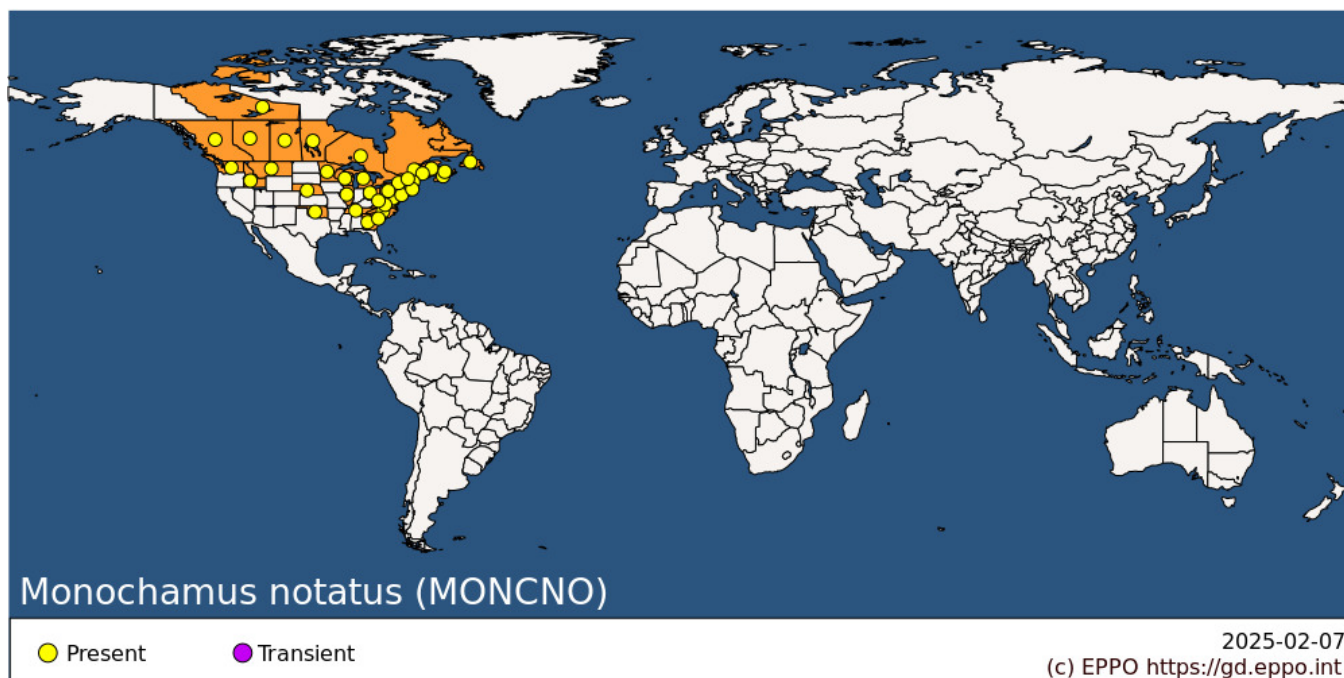 Monochamus notatus (MONCNO)
Present
Transient
2025-02-07
(c) EPPO https://gd.eppo.int